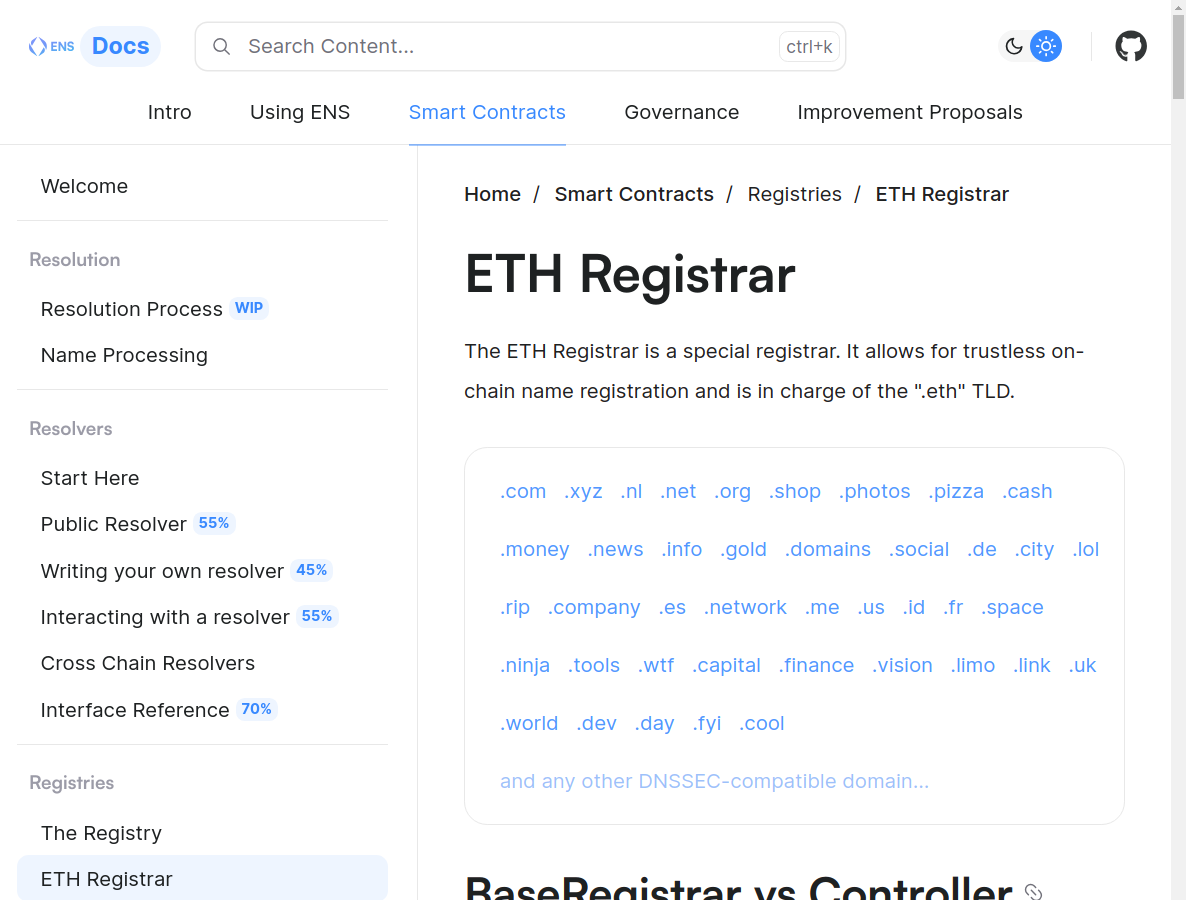 ENS Docs
Search Content...
ctrl+k
Intro
Using ENS
Smart Contracts
Governance
Improvement Proposals
Welcome
Resolution
Resolution Process WIP
Name Processing
Resolvers
Start Here
Public Resolver 55%
Writing your own resolver 45%
Interacting with a resolver 55%
Cross Chain Resolvers
Interface Reference 70%
Registries
The Registry
ETH Registrar
Home / Smart Contracts / Registries / ETH Registrar
ETH Registrar
The ETH Registrar is a special registrar. It allows for trustless on-
chain name registration and is in charge of the ".eth" TLD.
.com .xyz .nl .net .org .shop .photos .pizza .cash
.money .news .info .gold .domains .social .de .city .lol
.rip .company .es .network .me .us .id .fr .space
.ninja .tools .wtf .capital .finance .vision .limo .link .uk
.world .dev .day .fyi .cool
and any other DNSSEC-compatible domain...
BaseRegistrar vs Controller